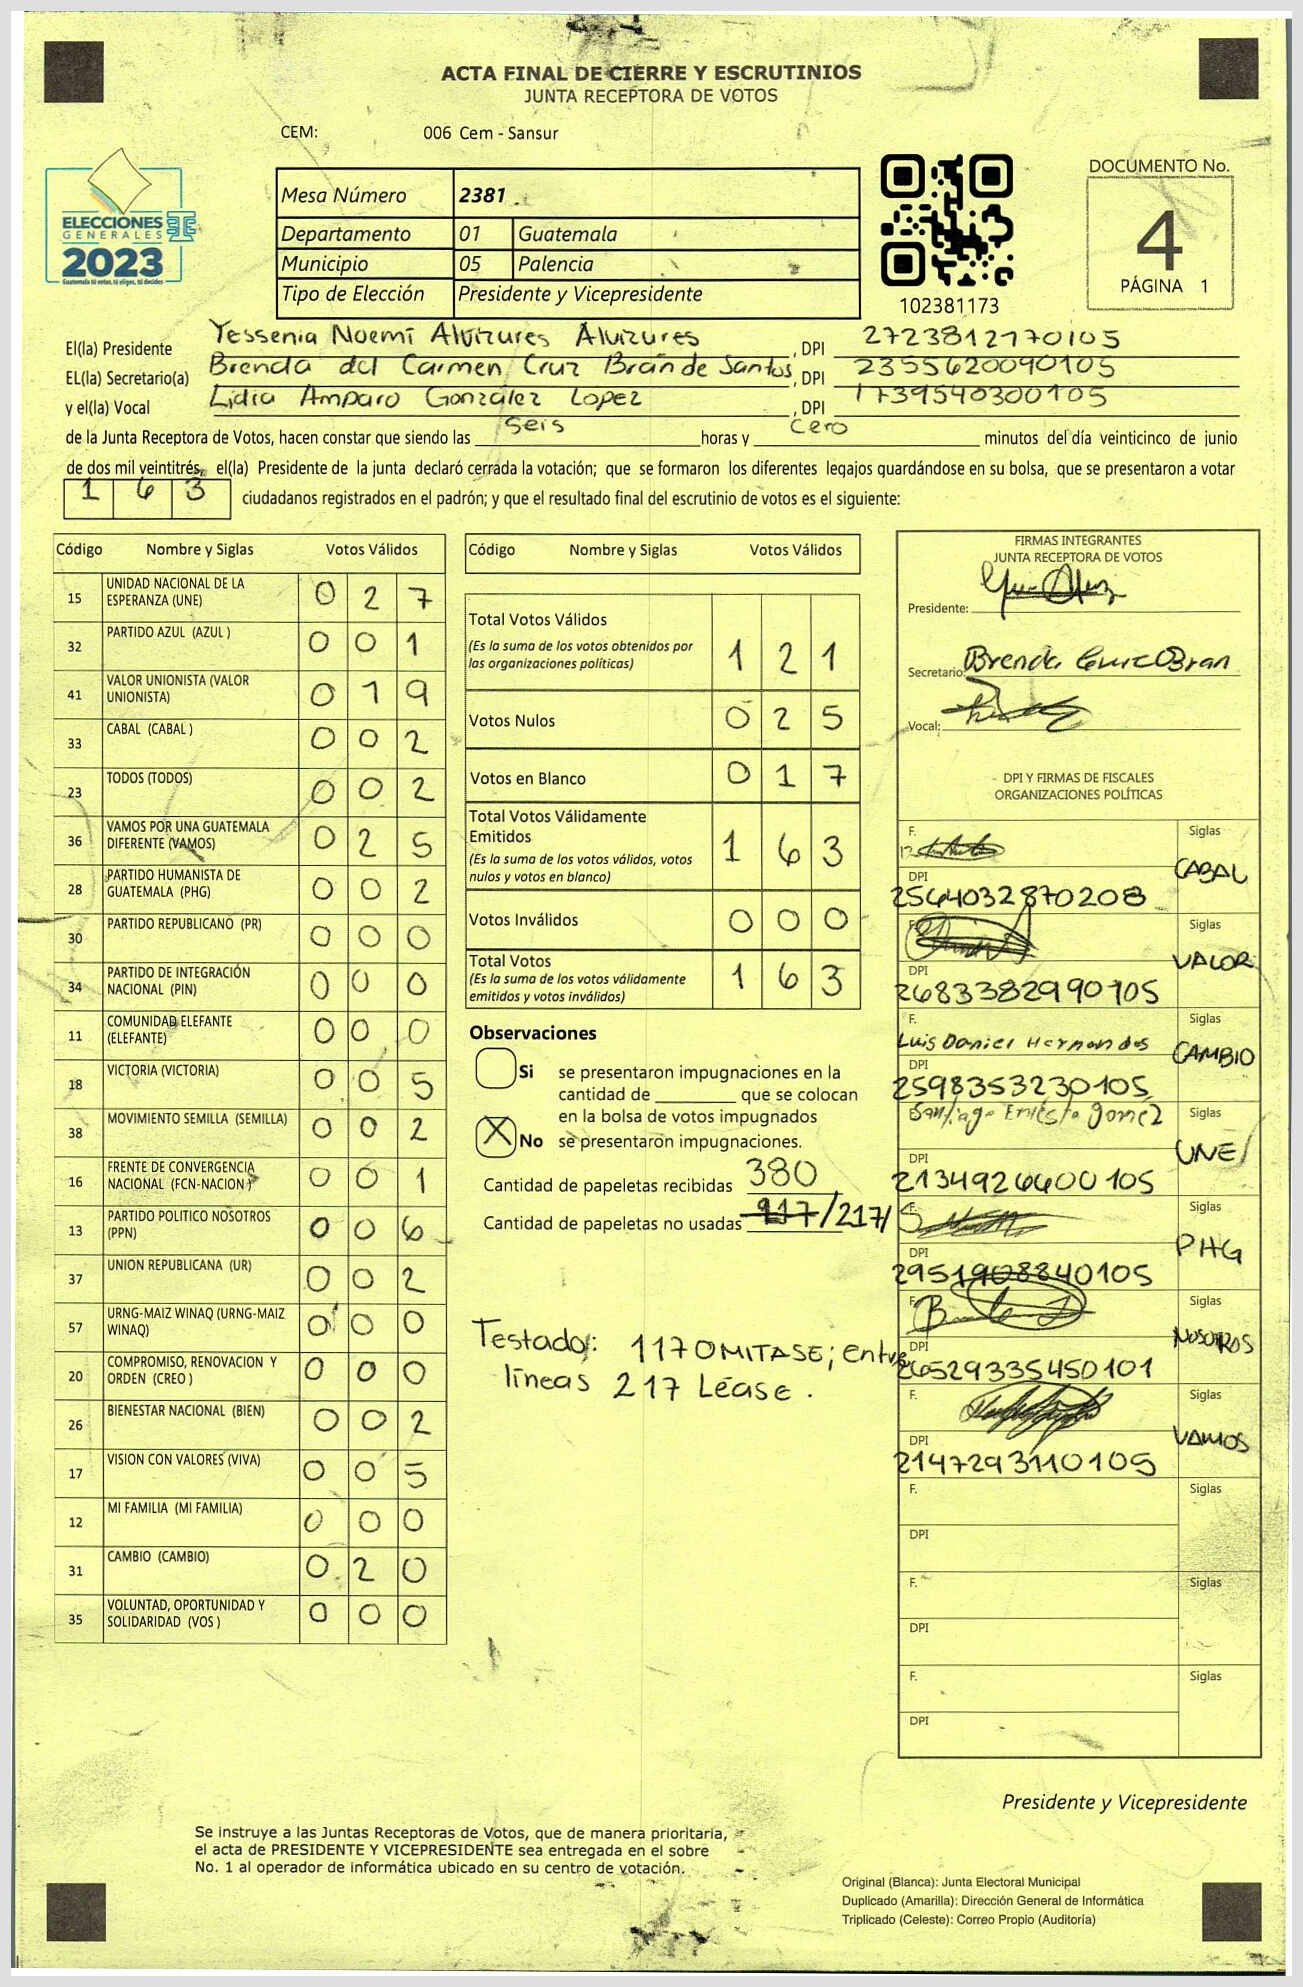 ACTA FINAL DE CIERRE Y ESCRUTINIOS
JUNTA RECEPTORA DE VOTOS
CEM: 006 Cem - Sansur
ELECCIONES
GENERALES
2023
Guatemala tú votas, tú eliges, tú decides
Mesa Número 2381
Departamento 01 Guatemala
Municipio 05 Palencia
Tipo de Elección Presidente y Vicepresidente
102381173
DOCUMENTO No.
4
PÁGINA 1
El(la) Presidente Yessenia Noemí Alvizures Alvizures , DPI 2723812770105
EL(la) Secretario(a) Brenda del Carmen Cruz Brán de Santos , DPI 2355620090105
y el(la) Vocal Lidia Amparo González Lopez , DPI 1739540300105
de la Junta Receptora de Votos, hacen constar que siendo las seis horas y cero minutos del día veinticinco de junio
de dos mil veintitrés, el(la) Presidente de la junta declaró cerrada la votación; que se formaron los diferentes legajos guardándose en su bolsa, que se presentaron a votar
1 6 3 ciudadanos registrados en el padrón; y que el resultado final del escrutinio de votos es el siguiente:
Código Nombre y Siglas Votos Válidos
15 UNIDAD NACIONAL DE LA ESPERANZA (UNE) 0 2 7
32 PARTIDO AZUL (AZUL ) 0 0 1
41 VALOR UNIONISTA (VALOR UNIONISTA) 0 1 9
33 CABAL (CABAL ) 0 0 2
23 TODOS (TODOS) 0 0 2
36 VAMOS POR UNA GUATEMALA DIFERENTE (VAMOS) 0 2 5
28 PARTIDO HUMANISTA DE GUATEMALA (PHG) 0 0 2
30 PARTIDO REPUBLICANO (PR) 0 0 0
34 PARTIDO DE INTEGRACIÓN NACIONAL (PIN) 0 0 0
11 COMUNIDAD ELEFANTE (ELEFANTE) 0 0 0
18 VICTORIA (VICTORIA) 0 0 5
38 MOVIMIENTO SEMILLA (SEMILLA) 0 0 2
16 FRENTE DE CONVERGENCIA NACIONAL (FCN-NACION ) 0 0 1
13 PARTIDO POLITICO NOSOTROS (PPN) 0 0 6
37 UNION REPUBLICANA (UR) 0 0 2
57 URNG-MAIZ WINAQ (URNG-MAIZ WINAQ) 0 0 0
20 COMPROMISO, RENOVACION Y ORDEN (CREO ) 0 0 0
26 BIENESTAR NACIONAL (BIEN) 0 0 2
17 VISION CON VALORES (VIVA) 0 0 5
12 MI FAMILIA (MI FAMILIA) 0 0 0
31 CAMBIO (CAMBIO) 0 2 0
35 VOLUNTAD, OPORTUNIDAD Y SOLIDARIDAD (VOS ) 0 0 0
Código Nombre y Siglas Votos Válidos
Total Votos Válidos
(Es la suma de los votos obtenidos por
las organizaciones políticas) 1 2 1
Votos Nulos 0 2 5
Votos en Blanco 0 1 7
Total Votos Válidamente
Emitidos
(Es la suma de los votos válidos, votos
nulos y votos en blanco) 1 6 3
Votos Inválidos 0 0 0
Total Votos
(Es la suma de los votos válidamente
emitidos y votos inválidos) 1 6 3
Observaciones
Si se presentaron impugnaciones en la
cantidad de ________ que se colocan
en la bolsa de votos impugnados
X No se presentaron impugnaciones.
Cantidad de papeletas recibidas 380
Cantidad de papeletas no usadas 117/217/
Testado: 117 OMITASE; entre
líneas 217 Léase.
FIRMAS INTEGRANTES
JUNTA RECEPTORA DE VOTOS
Presidente:
Secretario: Brenda Cruz Bran
Vocal:
DPI Y FIRMAS DE FISCALES
ORGANIZACIONES POLÍTICAS
F. Siglas
CABAL
DPI
2564032870208
F. Siglas
VALOR
DPI
2683382990105
F. Siglas
Luis Daniel Hernandes CAMBIO
DPI
2598353230105
F. Siglas
Santiago Ernesto Goméz
UNE
DPI
2134926600105
F. Siglas
PHG
DPI
2951908840105
F. Siglas
NOSOTROS
DPI
26529335450101
F. Siglas
VAMOS
DPI
2147293110105
F. Siglas
DPI
F. Siglas
DPI
F. Siglas
DPI
Presidente y Vicepresidente
Se instruye a las Juntas Receptoras de Votos, que de manera prioritaria,
el acta de PRESIDENTE Y VICEPRESIDENTE sea entregada en el sobre
No. 1 al operador de informática ubicado en su centro de votación.
Original (Blanca): Junta Electoral Municipal
Duplicado (Amarilla): Dirección General de Informática
Triplicado (Celeste): Correo Propio (Auditoría)